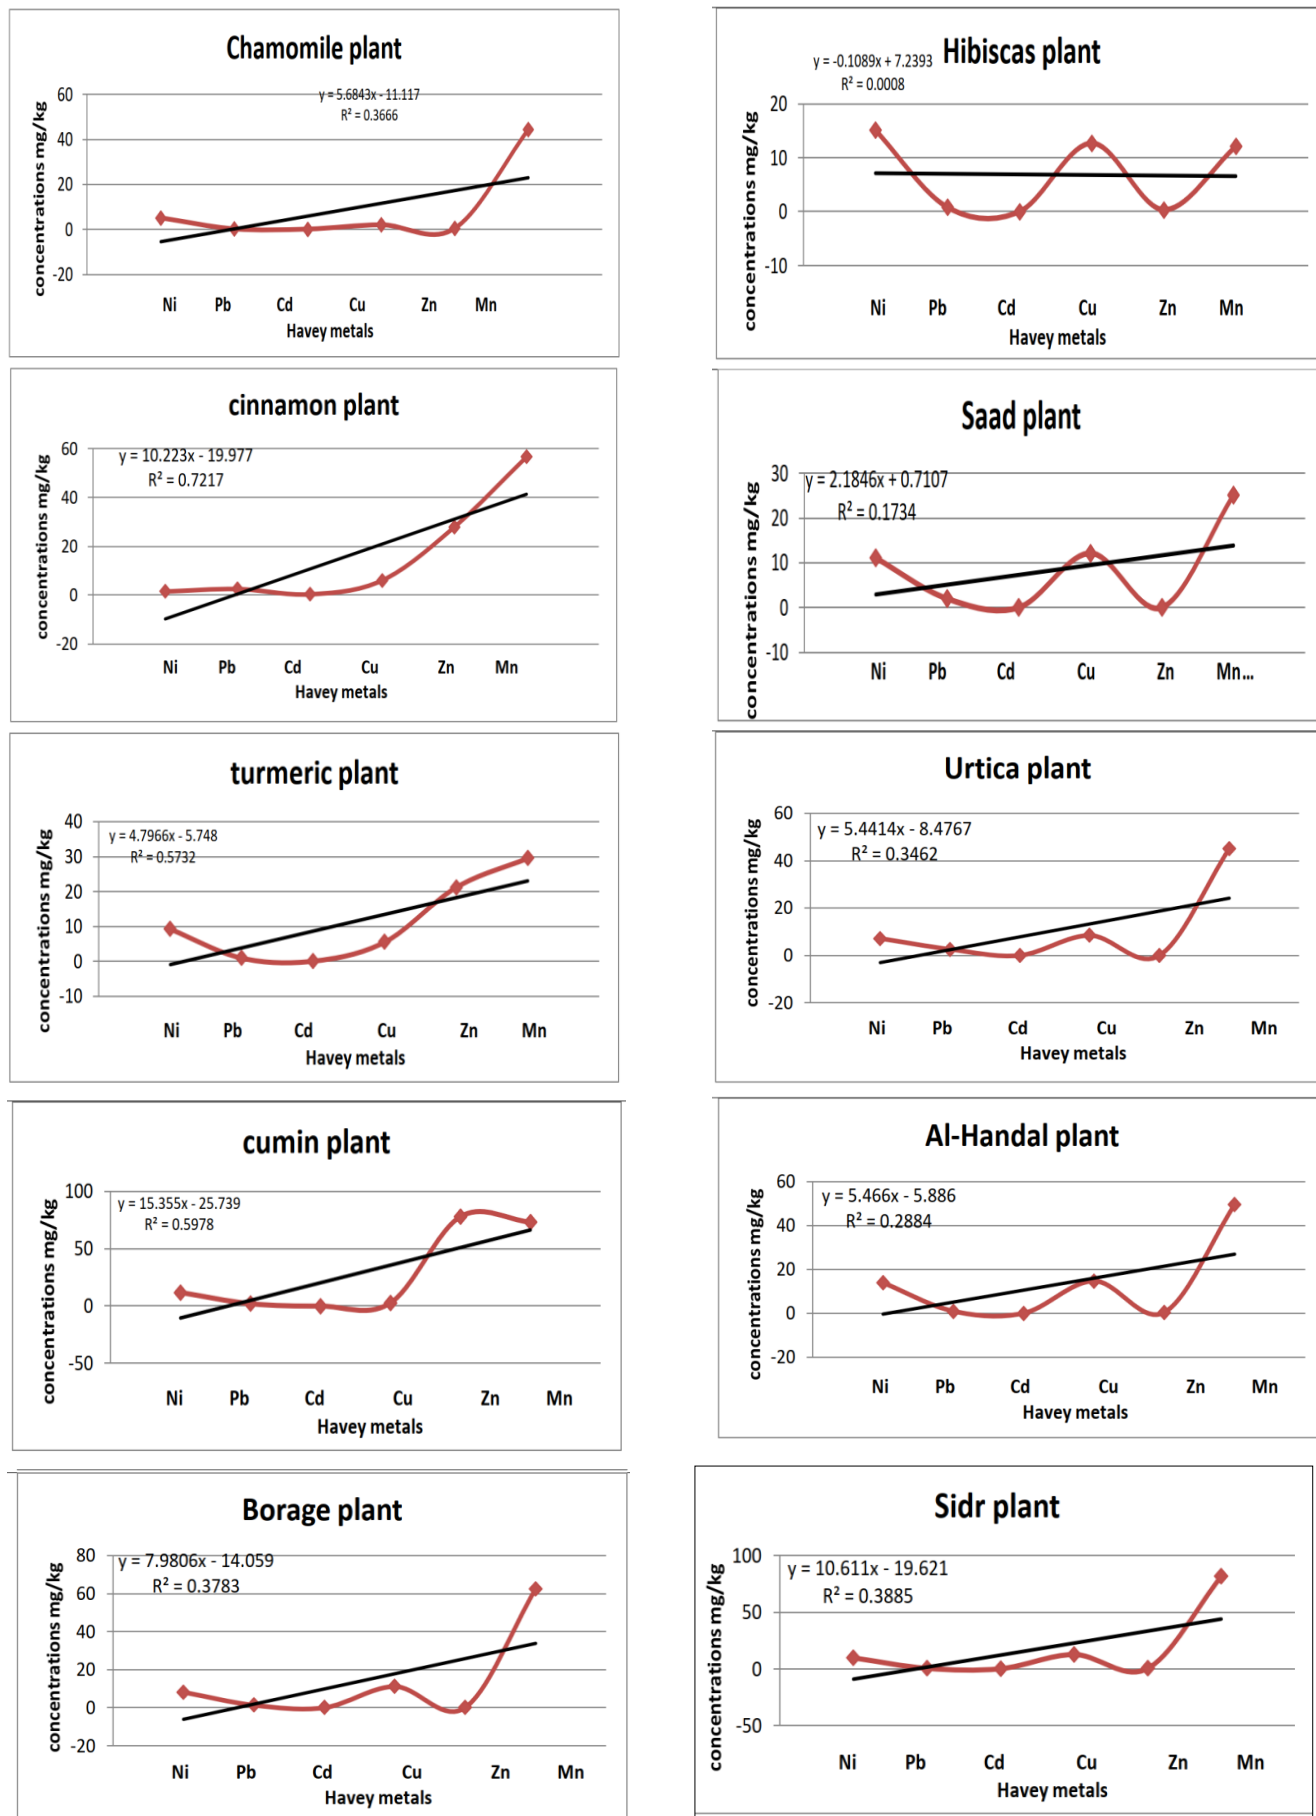 Chamomile plant
y = 5.6843x - 11.117
R² = 0.3666
60
40
20
0
-20
concentrations mg/kg
Ni Pb Cd Cu Zn Mn
Havey metals
Hibiscas plant
y = -0.1089x + 7.2393
R² = 0.0008
20
10
0
-10
concentrations mg/kg
Ni Pb Cd Cu Zn Mn
Havey metals
cinnamon plant
y = 10.223x - 19.977
R² = 0.7217
60
40
20
0
-20
concentrations mg/kg
Ni Pb Cd Cu Zn Mn
Havey metals
Saad plant
y = 2.1846x + 0.7107
R² = 0.1734
30
20
10
0
-10
concentrations mg/kg
Ni Pb Cd Cu Zn Mn...
turmeric plant
y = 4.7966x - 5.748
R² = 0.5732
40
30
20
10
0
-10
concentrations mg/kg
Ni Pb Cd Cu Zn Mn
Havey metals
Urtica plant
y = 5.4414x - 8.4767
R² = 0.3462
60
40
20
0
-20
concentrations mg/kg
Ni Pb Cd Cu Zn Mn
Havey metals
cumin plant
y = 15.355x - 25.739
R² = 0.5978
100
50
0
-50
concentrations mg/kg
Ni Pb Cd Cu Zn Mn
Havey metals
Al-Handal plant
y = 5.466x - 5.886
R² = 0.2884
60
40
20
0
-20
concentrations mg/kg
Ni Pb Cd Cu Zn Mn
Havey metals
Borage plant
y = 7.9806x - 14.059
R² = 0.3783
80
60
40
20
0
-20
concentrations mg/kg
Ni Pb Cd Cu Zn Mn
Havey metals
Sidr plant
y = 10.611x - 19.621
R² = 0.3885
100
50
0
-50
concentrations mg/kg
Ni Pb Cd Cu Zn Mn
Havey metals